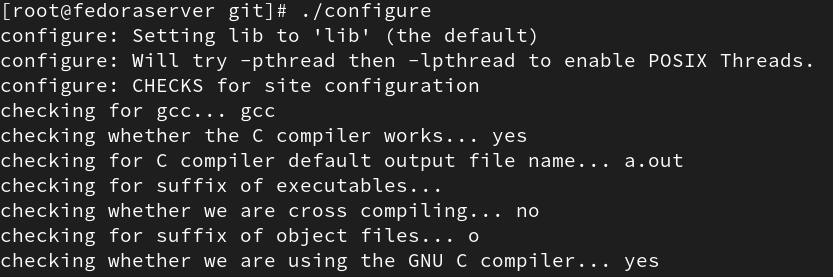 [root@fedoraserver git]# ./configure
configure: Setting lib to 'lib' (the default)
configure: Will try -pthread then -lpthread to enable POSIX Threads.
configure: CHECKS for site configuration
checking for gcc... gcc
checking whether the C compiler works... yes
checking for C compiler default output file name... a.out
checking for suffix of executables...
checking whether we are cross compiling... no
checking for suffix of object files... o
checking whether we are using the GNU C compiler... yes